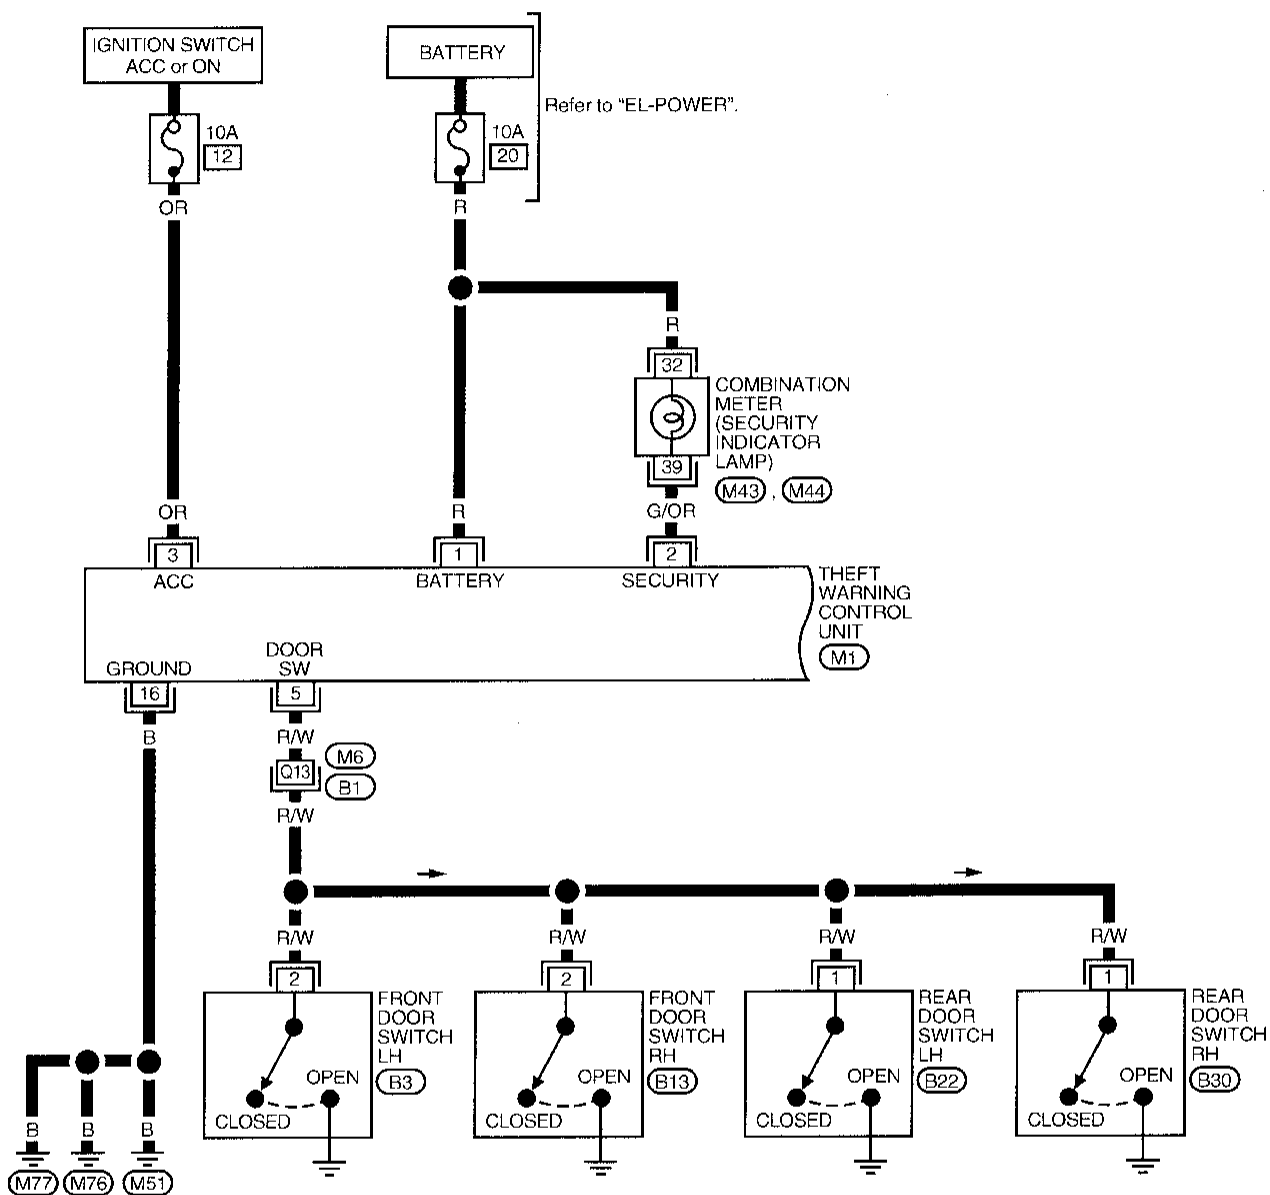 IGNITION SWITCH
ACC or ON
BATTERY
Refer to "EL-POWER".
10A
12
10A
20
OR
R
R
32
COMBINATION
METER
(SECURITY
INDICATOR
LAMP)
39
M43 , M44
OR
R
G/OR
3
1
2
ACC
BATTERY
SECURITY
THEFT
WARNING
CONTROL
UNIT
M1
GROUND
DOOR
SW
16
5
B
R/W
M6
Q13
B1
R/W
R/W
R/W
R/W
R/W
2
2
1
1
FRONT
DOOR
SWITCH
LH
B3
OPEN
CLOSED
FRONT
DOOR
SWITCH
RH
B13
OPEN
CLOSED
REAR
DOOR
SWITCH
LH
B22
OPEN
CLOSED
REAR
DOOR
SWITCH
RH
B30
OPEN
CLOSED
B
B
B
M77
M76
M51